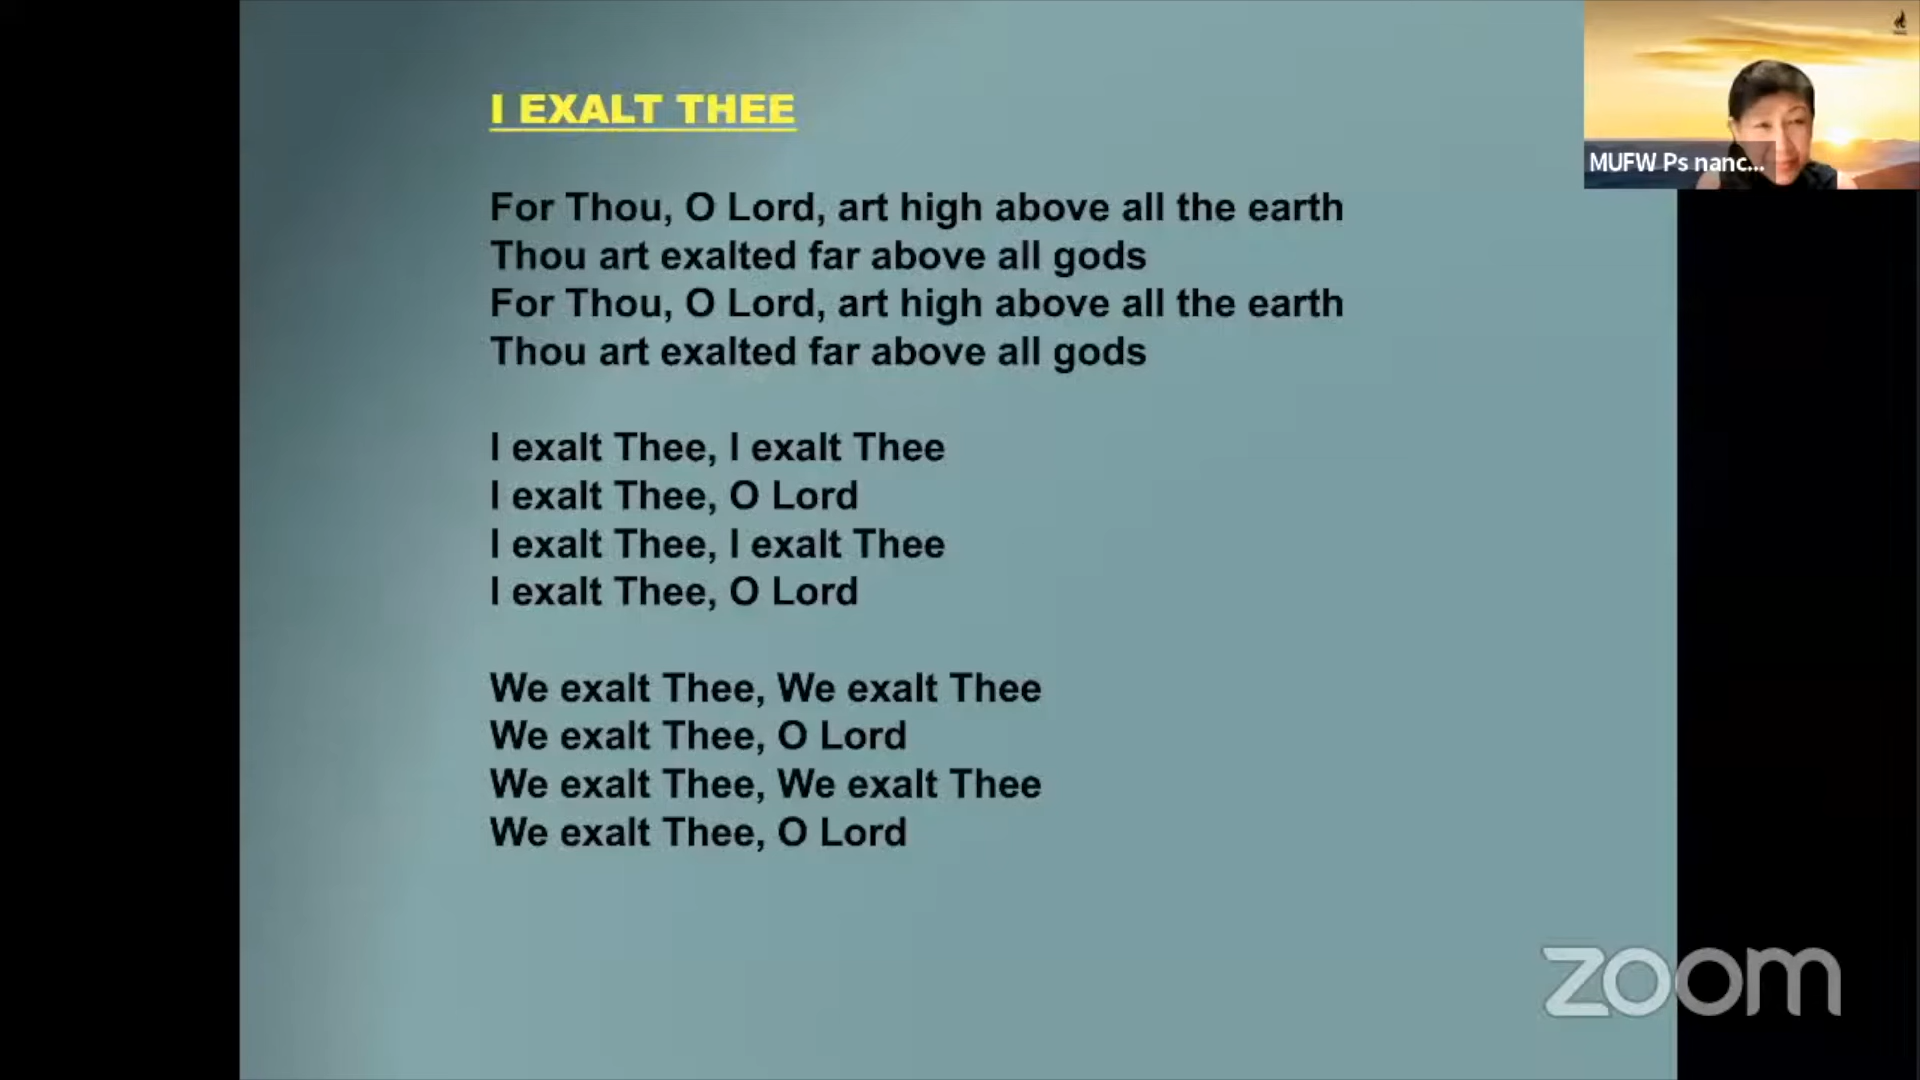 I EXALT THEE
For Thou, O Lord, art high above all the earth
Thou art exalted far above all gods
For Thou, O Lord, art high above all the earth
Thou art exalted far above all gods
I exalt Thee, I exalt Thee
I exalt Thee, O Lord
I exalt Thee, I exalt Thee
I exalt Thee, O Lord
We exalt Thee, We exalt Thee
We exalt Thee, O Lord
We exalt Thee, We exalt Thee
We exalt Thee, O Lord
MUFW Ps nanc...
zoom